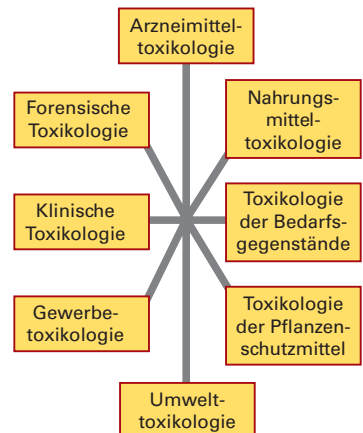 Arzneimittel-
toxikologie
Forensische
Toxikologie
Nahrungs-
mittel-
toxikologie
Klinische
Toxikologie
Toxikologie
der Bedarfs-
gegenstände
Gewerbe-
toxikologie
Toxikologie
der Pflanzen-
schutzmittel
Umwelt-
toxikologie